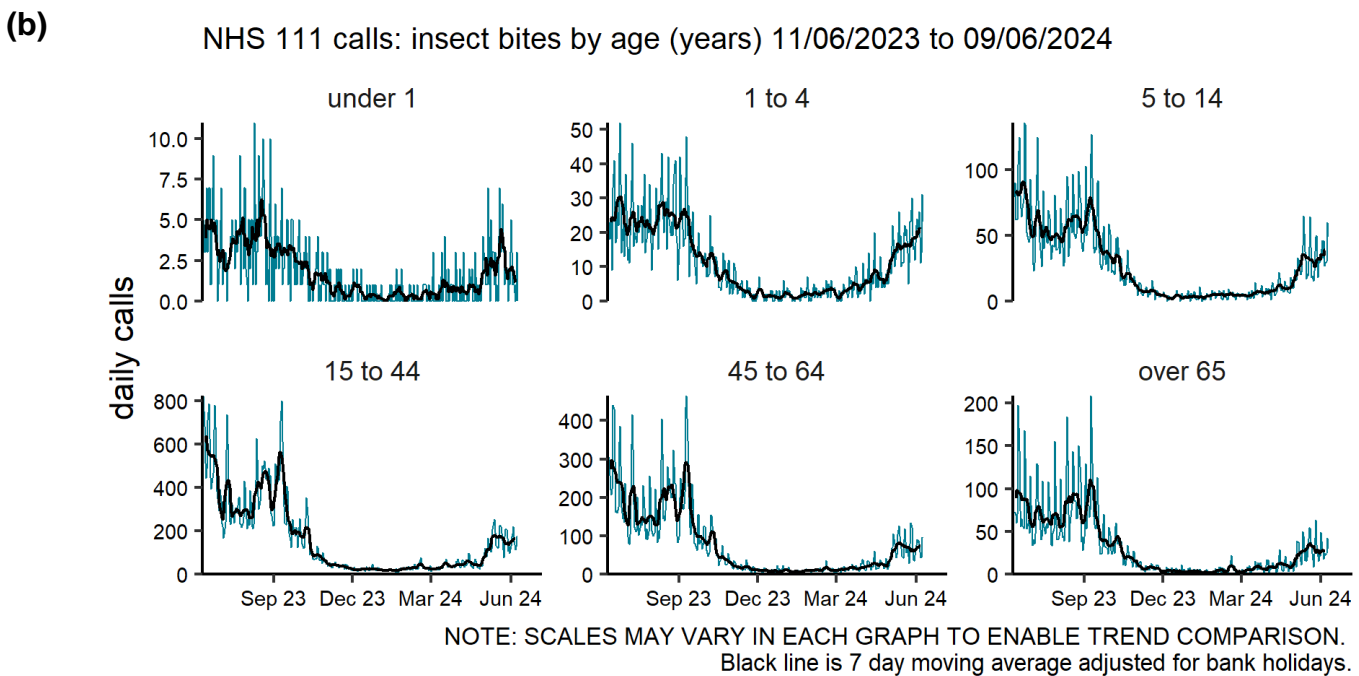 (b)
NHS 111 calls: insect bites by age (years) 11/06/2023 to 09/06/2024
daily calls
under 1
10.0
7.5
5.0
2.5
0.0
1 to 4
50
40
30
20
10
0
5 to 14
100
50
0
15 to 44
800
600
400
200
0
Sep 23 Dec 23 Mar 24 Jun 24
45 to 64
400
300
200
100
0
Sep 23 Dec 23 Mar 24 Jun 24
over 65
200
150
100
50
0
Sep 23 Dec 23 Mar 24 Jun 24
NOTE: SCALES MAY VARY IN EACH GRAPH TO ENABLE TREND COMPARISON.
Black line is 7 day moving average adjusted for bank holidays.